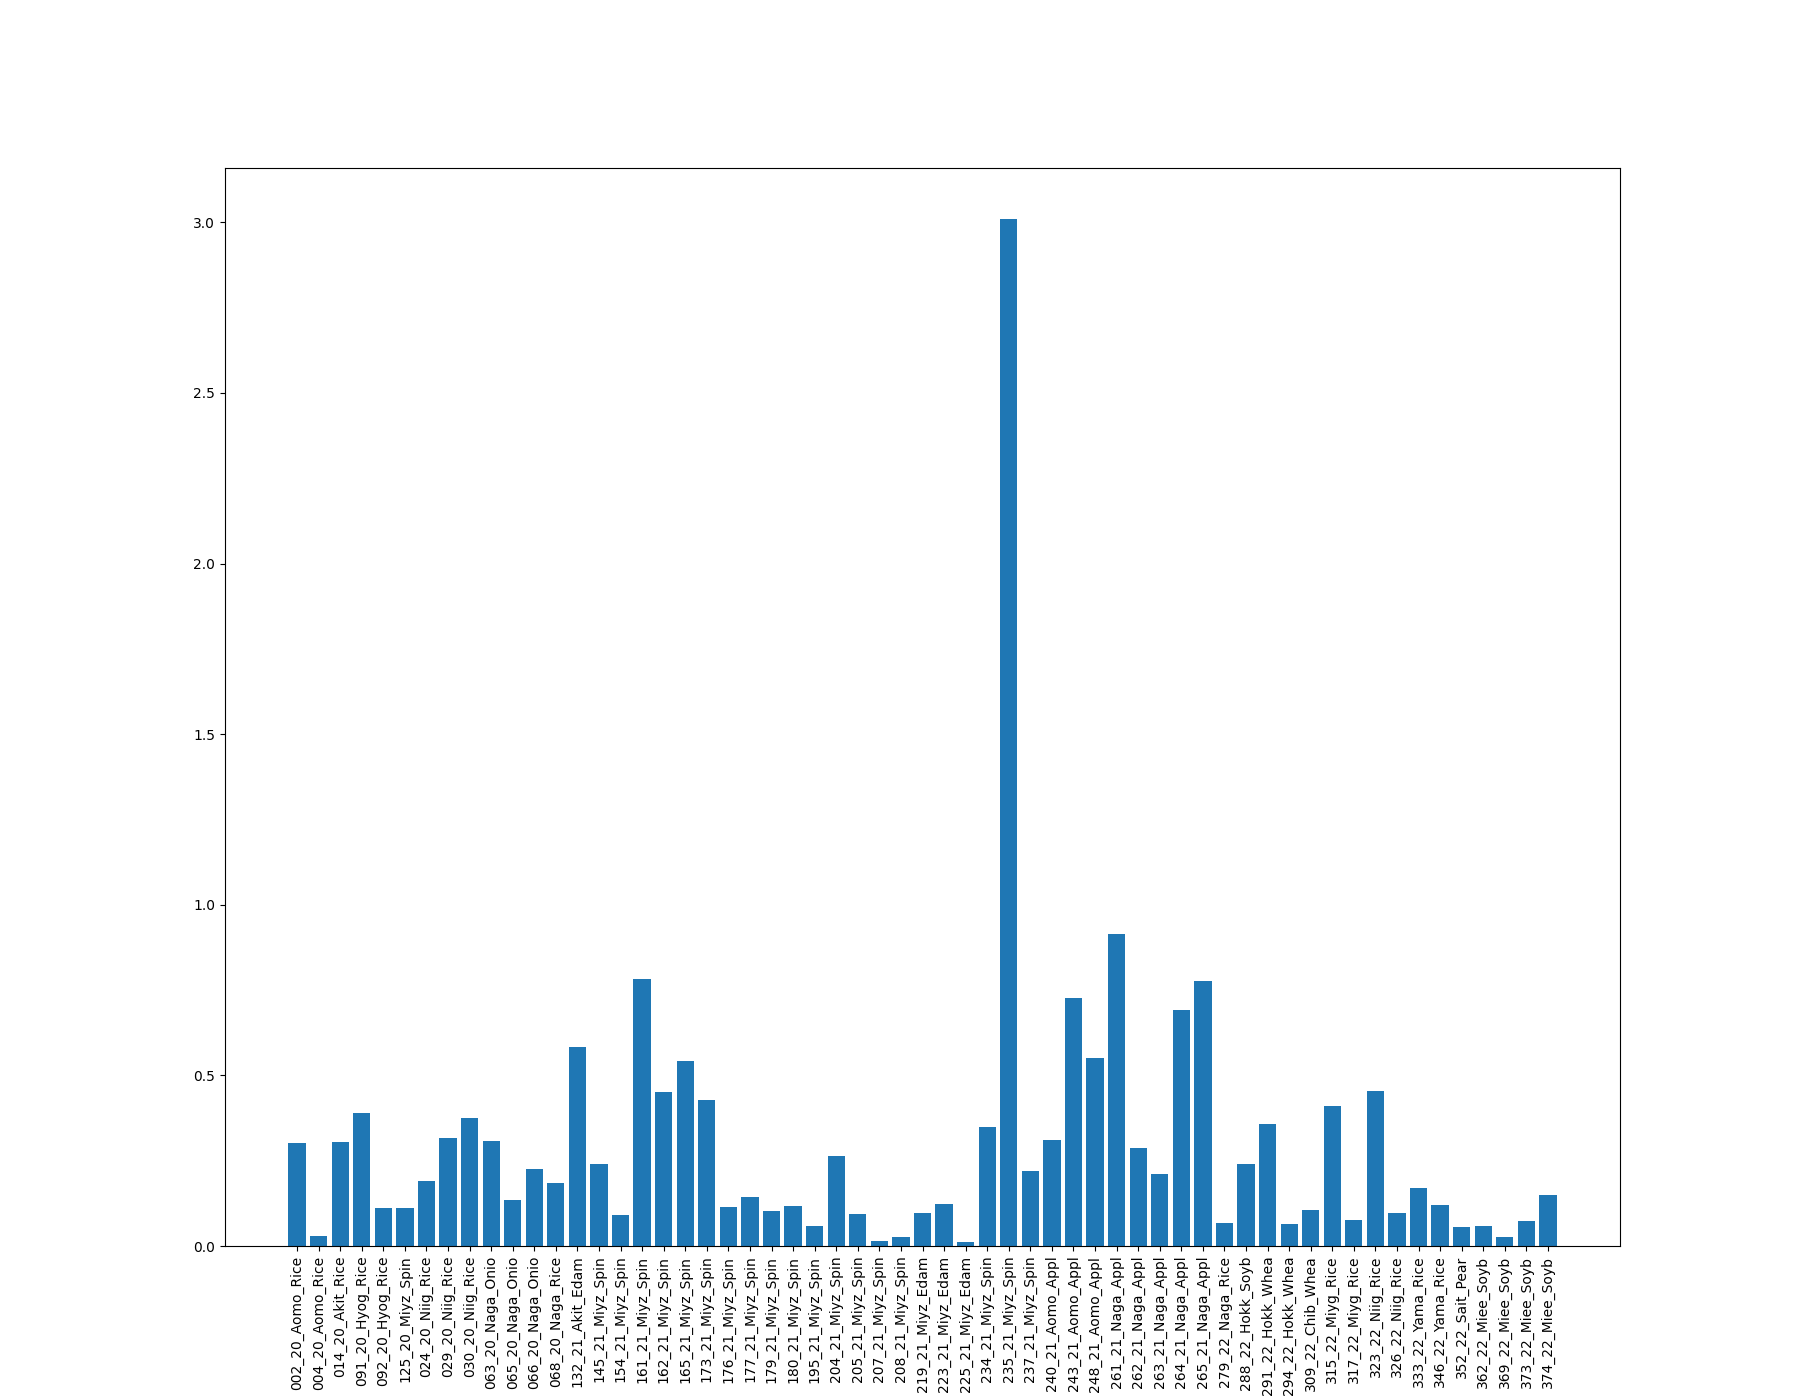 3.0
2.5
2.0
1.5
1.0
0.5
0.0
002_20_Aomo_Rice
004_20_Aomo_Rice
014_20_Akit_Rice
091_20_Hyog_Rice
092_20_Hyog_Rice
125_20_Miyz_Spin
024_20_Niig_Rice
029_20_Niig_Rice
030_20_Niig_Rice
063_20_Naga_Onio
065_20_Naga_Onio
066_20_Naga_Onio
068_20_Naga_Rice
132_21_Akit_Edam
145_21_Miyz_Spin
154_21_Miyz_Spin
161_21_Miyz_Spin
162_21_Miyz_Spin
165_21_Miyz_Spin
173_21_Miyz_Spin
176_21_Miyz_Spin
177_21_Miyz_Spin
179_21_Miyz_Spin
180_21_Miyz_Spin
195_21_Miyz_Spin
204_21_Miyz_Spin
205_21_Miyz_Spin
207_21_Miyz_Spin
208_21_Miyz_Spin
219_21_Miyz_Edam
223_21_Miyz_Edam
225_21_Miyz_Edam
234_21_Miyz_Spin
235_21_Miyz_Spin
237_21_Miyz_Spin
240_21_Aomo_Appl
243_21_Aomo_Appl
248_21_Aomo_Appl
261_21_Naga_Appl
262_21_Naga_Appl
263_21_Naga_Appl
264_21_Naga_Appl
265_21_Naga_Appl
279_22_Naga_Rice
288_22_Hokk_Soyb
291_22_Hokk_Whea
294_22_Hokk_Whea
309_22_Chib_Whea
315_22_Miyg_Rice
317_22_Miyg_Rice
323_22_Niig_Rice
326_22_Niig_Rice
333_22_Yama_Rice
346_22_Yama_Rice
352_22_Sait_Pear
362_22_Miee_Soyb
369_22_Miee_Soyb
373_22_Miee_Soyb
374_22_Miee_Soyb